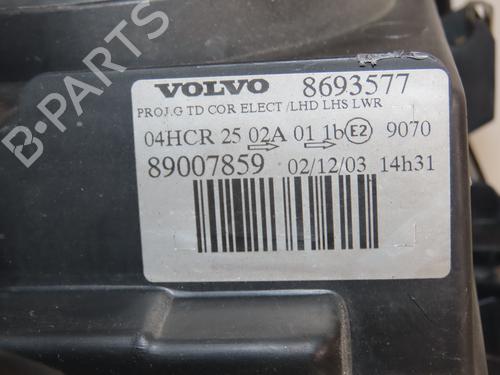 B-PARTS
VOLVO 8693577
PROJ.G TD COR ELECT /LHD LHS LWR
04HCR 25 02A 01 1b E2 9070
89007859 02/12/03 14h31
B-PARTS